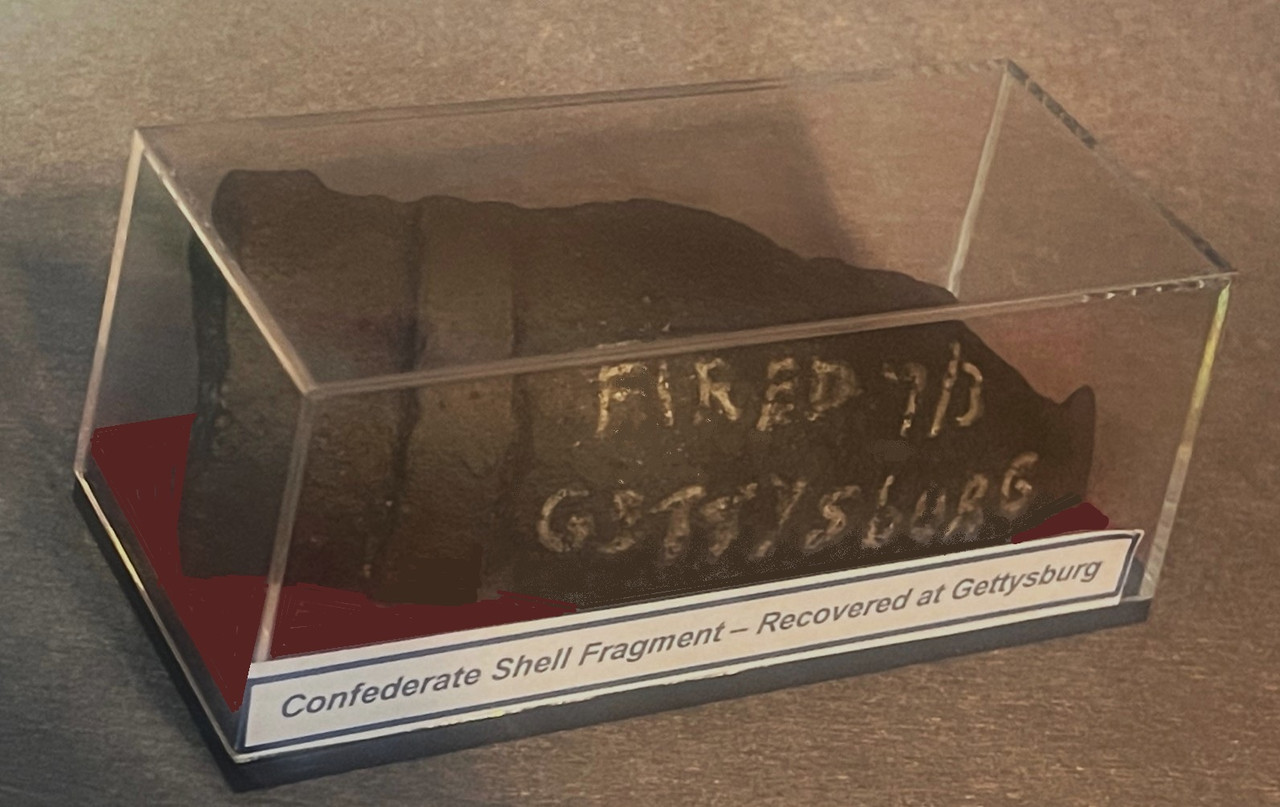 FIRED 7/3
GETTYSBURG
Confederate Shell Fragment – Recovered at Gettysburg